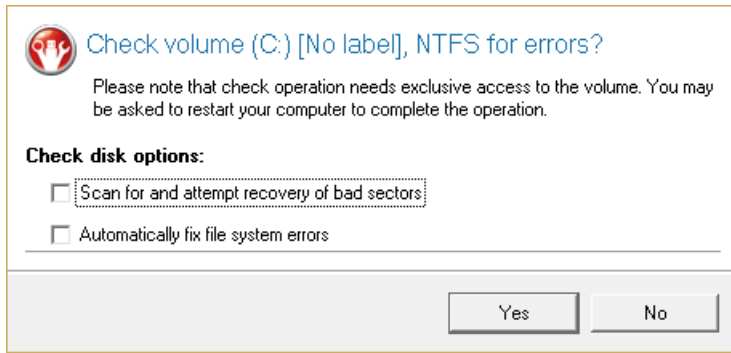 Check volume (C:) [No label], NTFS for errors?
Please note that check operation needs exclusive access to the volume. You may
be asked to restart your computer to complete the operation.
Check disk options:
Scan for and attempt recovery of bad sectors
Automatically fix file system errors
Yes No